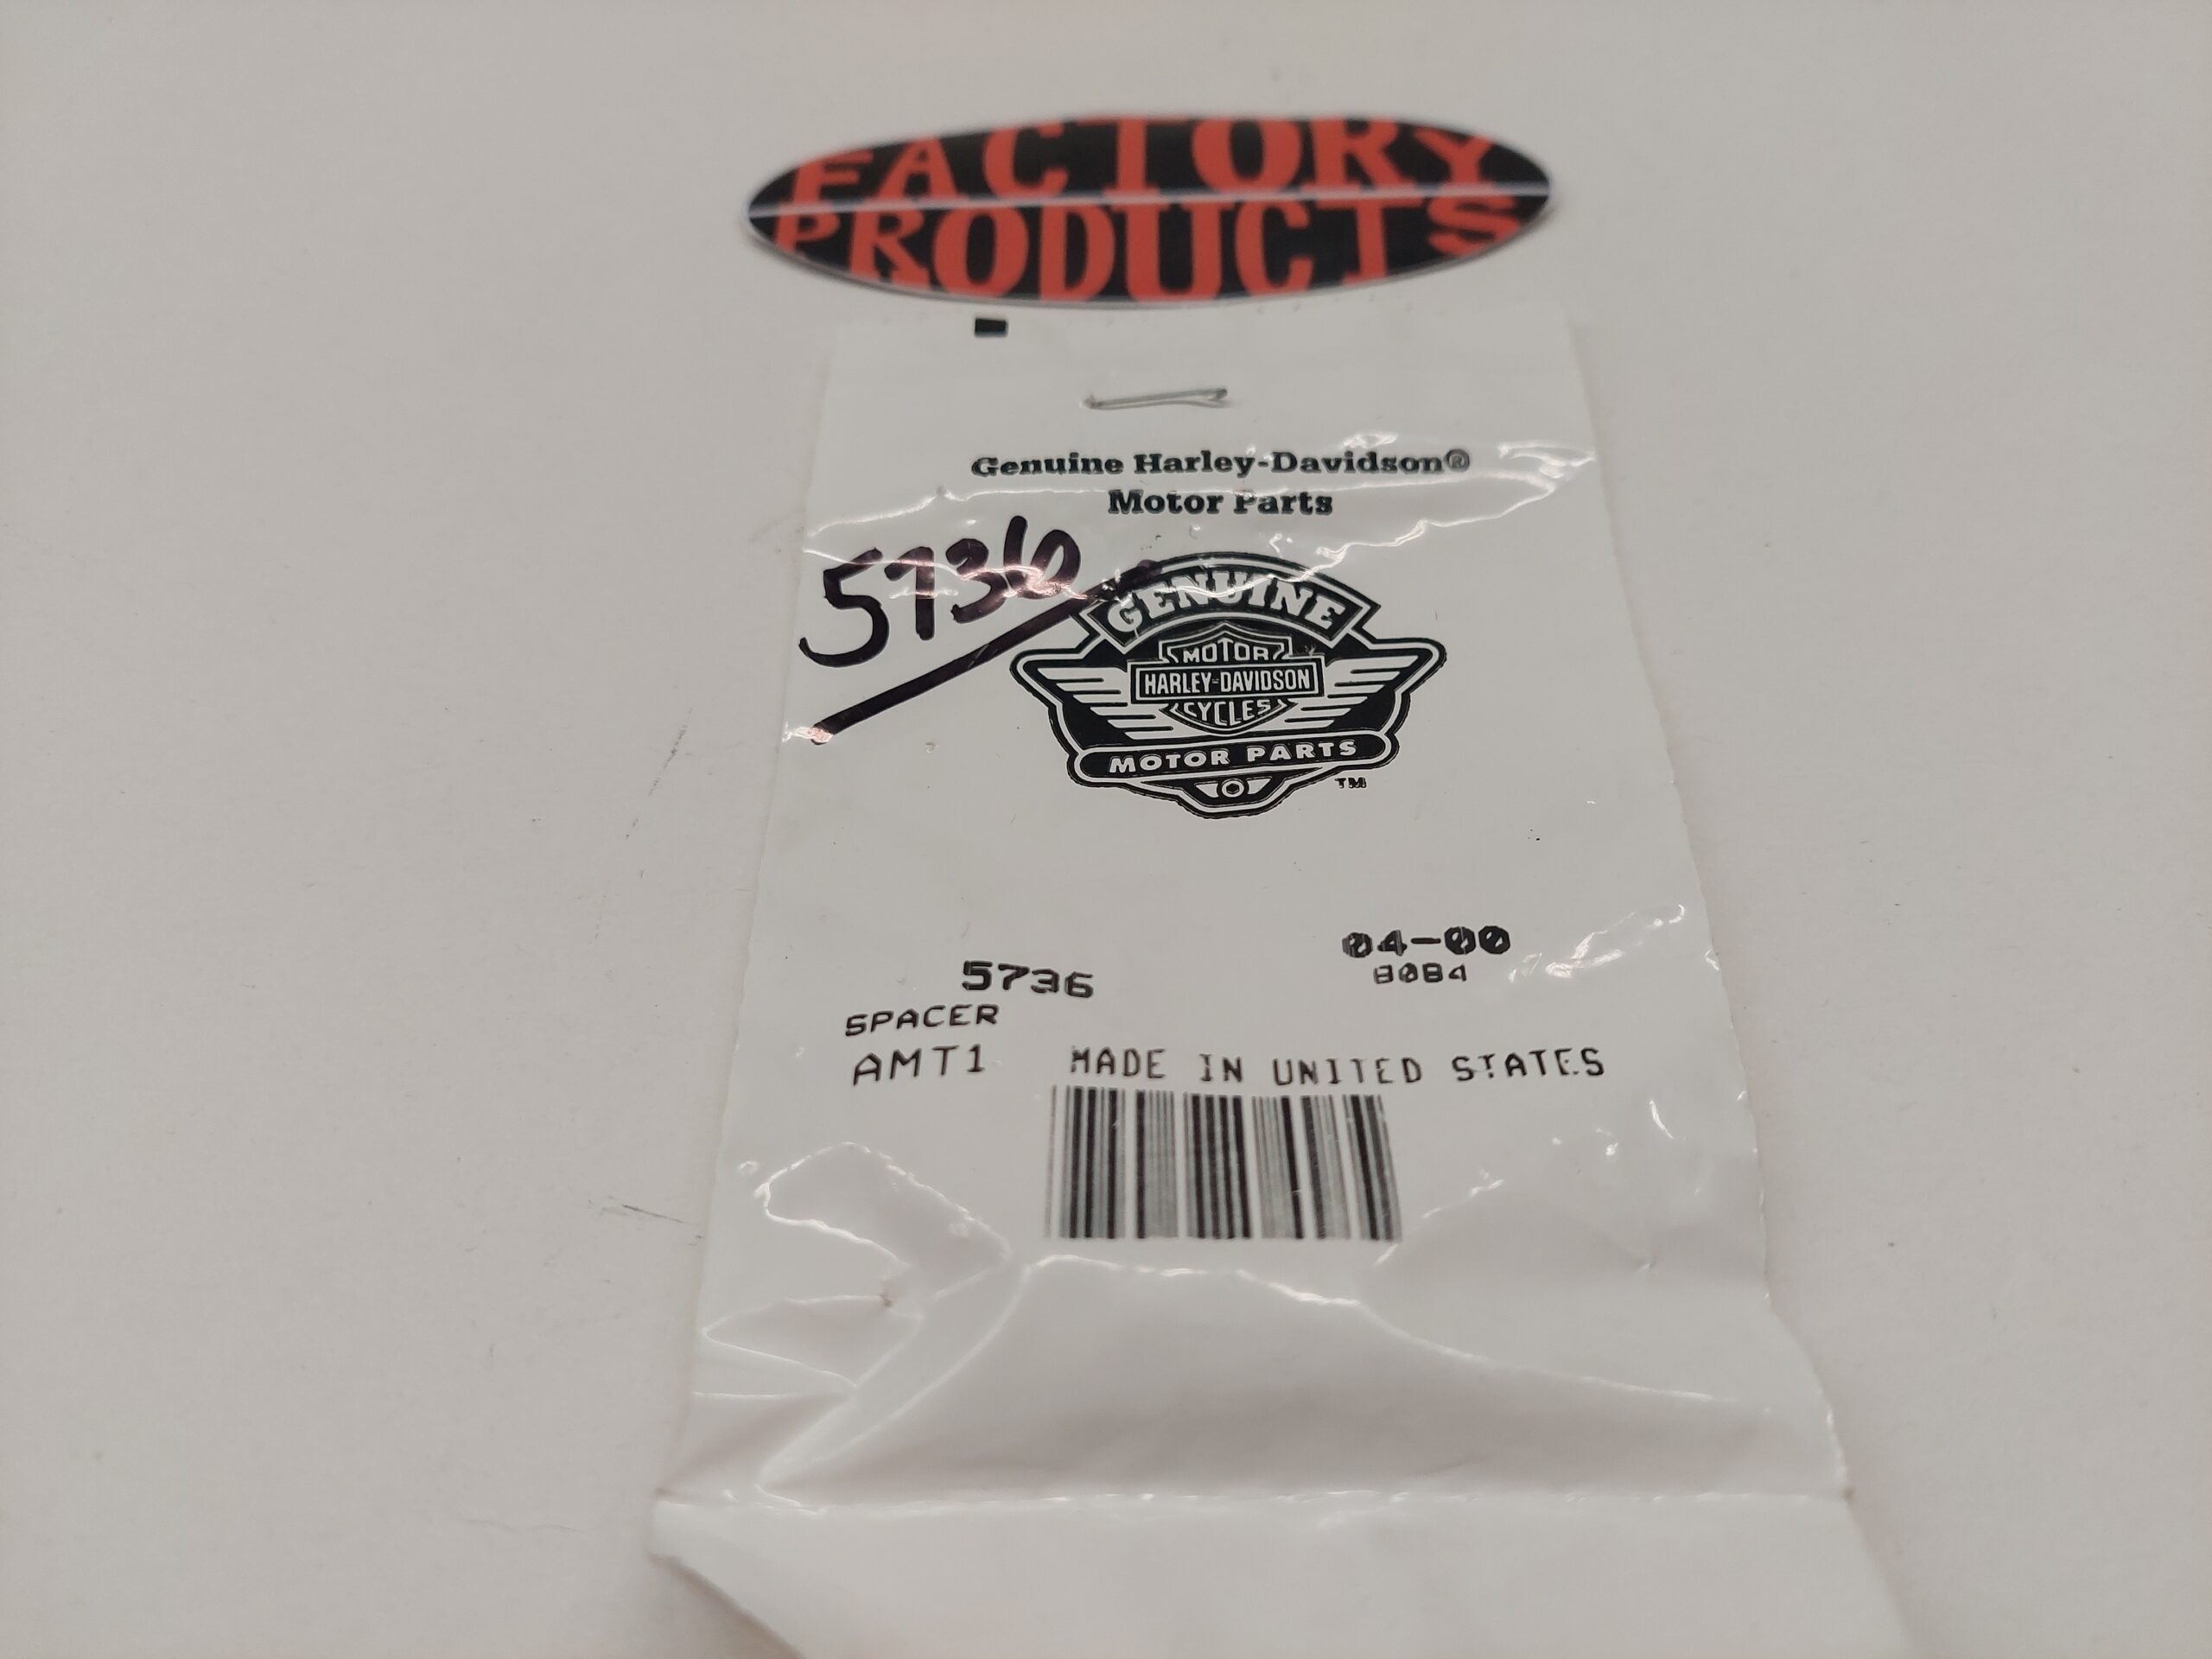 FACTORY
PRODUCTS
Genuine Harley-Davidson®
Motor Parts
5736
GENUINE
MOTOR
HARLEY-DAVIDSON
CYCLES
MOTOR PARTS
TM
04-00
5736
8084
SPACER
AMT1 MADE IN UNITED STATES